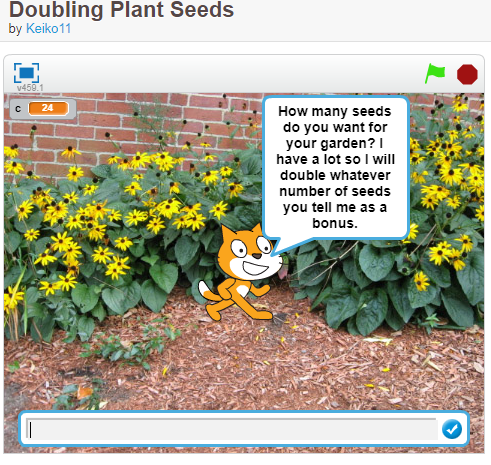 Doubling Plant Seeds
by Keiko11
v459.1
c 24
How many seeds
do you want for
your garden? I
have a lot so I will
double whatever
number of seeds
you tell me as a
bonus.